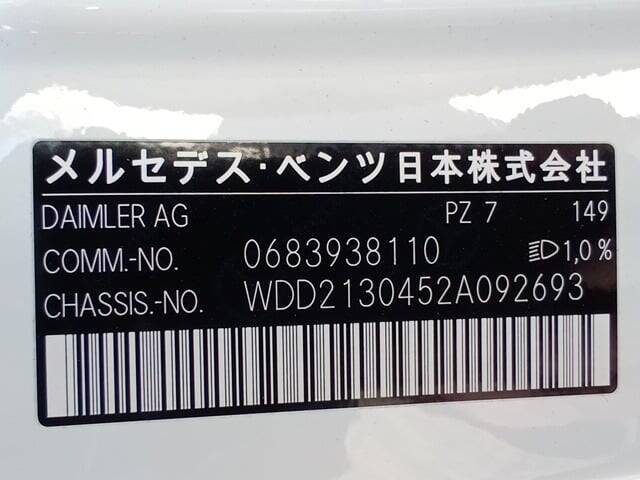 メルセデス・ベンツ日本株式会社
DAIMLER AG PZ 7 149
COMM.-NO. 0683938110 1,0%
CHASSIS.-NO. WDD2130452A092693